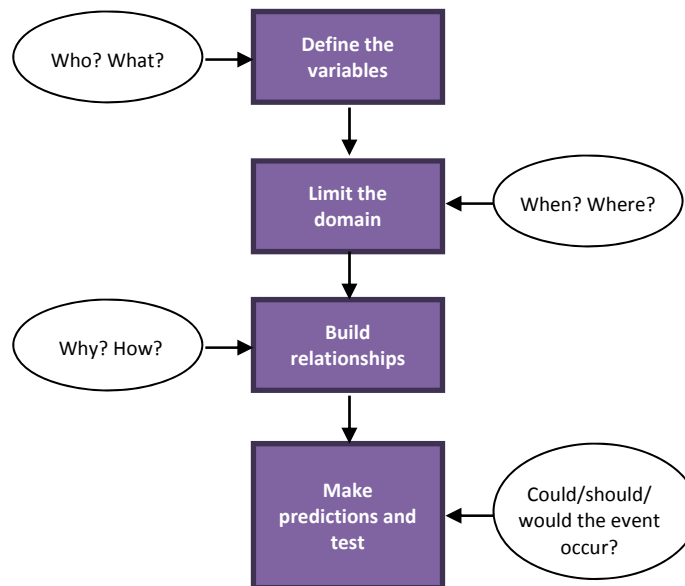 Who? What?
Define the
variables
Limit the
domain
When? Where?
Why? How?
Build
relationships
Make
predictions and
test
Could/should/
would the event
occur?